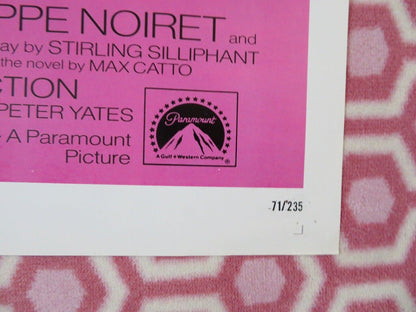 PPE NOIRET and
ay by STIRLING SILLIPHANT
the novel by MAX CATTO
CTION
PETER YATES
A Paramount
Picture
Paramount
A Gulf + Western Company
71/235